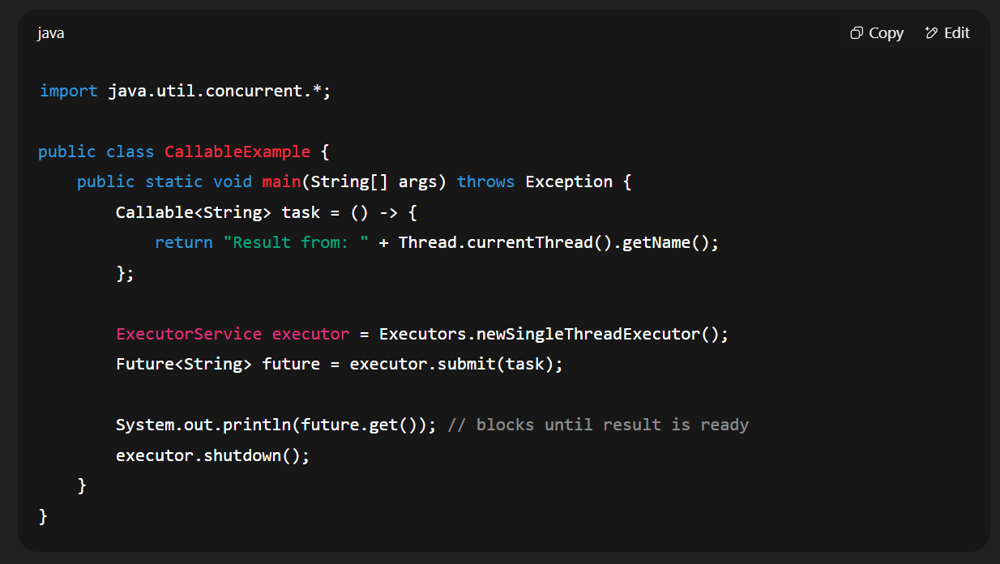 java
Copy
Edit
import java.util.concurrent.*;
public class CallableExample {
    public static void main(String[] args) throws Exception {
        Callable<String> task = () -> {
            return "Result from: " + Thread.currentThread().getName();
        };
        ExecutorService executor = Executors.newSingleThreadExecutor();
        Future<String> future = executor.submit(task);
        System.out.println(future.get()); // blocks until result is ready
        executor.shutdown();
    }
}